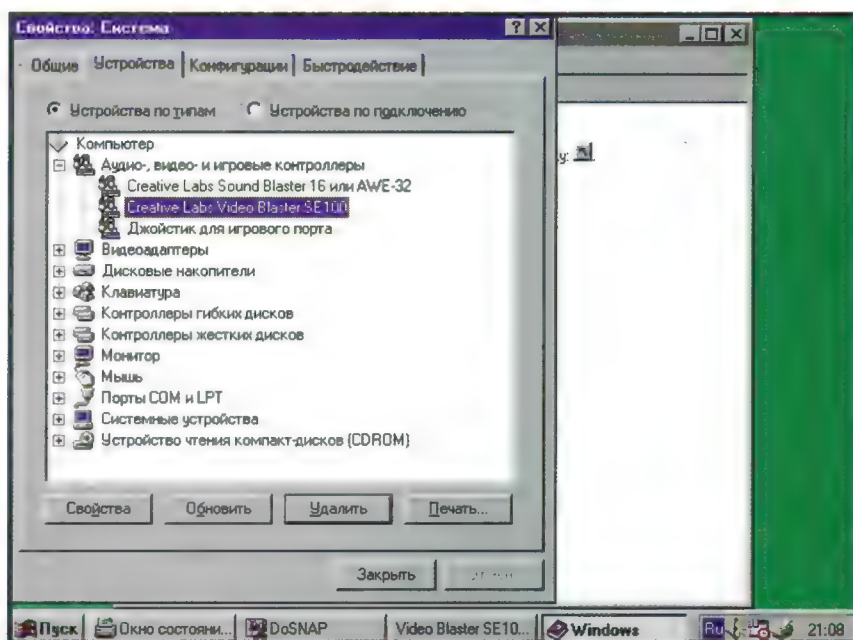 Свойства: Система
Общие Устройства Конфигурации Быстродействие
Устройства по типам Устройства по подключению
Компьютер
Аудио-, видео- и игровые контроллеры
Creative Labs Sound Blaster 16 или AWE-32
Creative Labs Video Blaster SE100
Джойстик для игрового порта
Видеоадаптеры
Дисковые накопители
Клавиатура
Контроллеры гибких дисков
Контроллеры жестких дисков
Монитор
Мышь
Порты COM и LPT
Системные устройства
Устройство чтения компакт-дисков (CDROM)
Свойства Обновить Удалить Печать...
Закрыть
у:
Пуск Окно состояни... DoSNAP Video Blaster SE10... Windows Ru 21:08